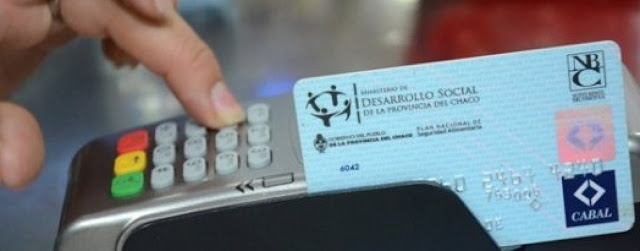 MINISTERIO DE
DESARROLLO SOCIAL
DE LA PROVINCIA DEL CHACO
NBC
GOBIERNO DEL PUEBLO
DE LA PROVINCIA DEL CHACO
PLAN NACIONAL DE
Seguridad Alimentaria
6042
CABAL